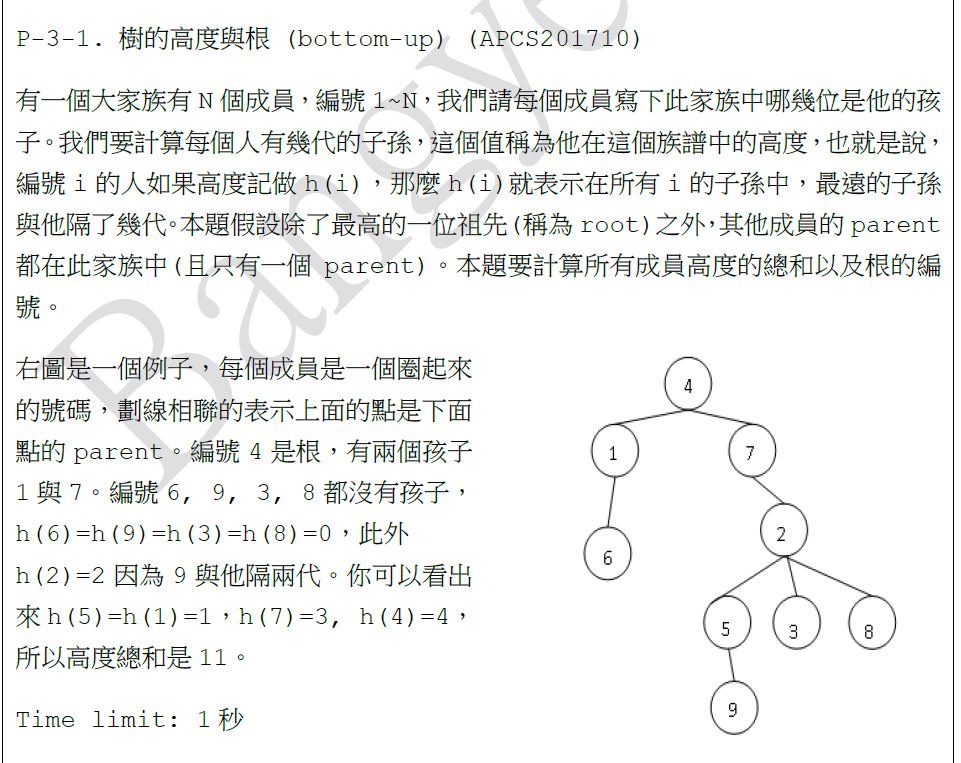 P-3-1. 樹的高度與根 (bottom-up) (APCS201710)
有一個大家族有 N 個成員，編號 1~N，我們請每個成員寫下此家族中哪幾位是他的孩
子。我們要計算每個人有幾代的子孫，這個值稱為他在這個族譜中的高度，也就是說，
編號 i 的人如果高度記做 h(i)，那麼 h(i)就表示在所有 i 的子孫中，最遠的子孫
與他隔了幾代。本題假設除了最高的一位祖先(稱為 root)之外，其他成員的 parent
都在此家族中(且只有一個 parent)。本題要計算所有成員高度的總和以及根的編
號。
右圖是一個例子，每個成員是一個圈起來
的號碼，劃線相聯的表示上面的點是下面
點的 parent。編號 4 是根，有兩個孩子
1 與 7。編號 6, 9, 3, 8 都沒有孩子，
h(6)=h(9)=h(3)=h(8)=0，此外
h(2)=2 因為 9 與他隔兩代。你可以看出
來 h(5)=h(1)=1，h(7)=3, h(4)=4，
所以高度總和是 11。
Time limit: 1 秒
4
1
7
2
6
5
3
8
9
Bangye